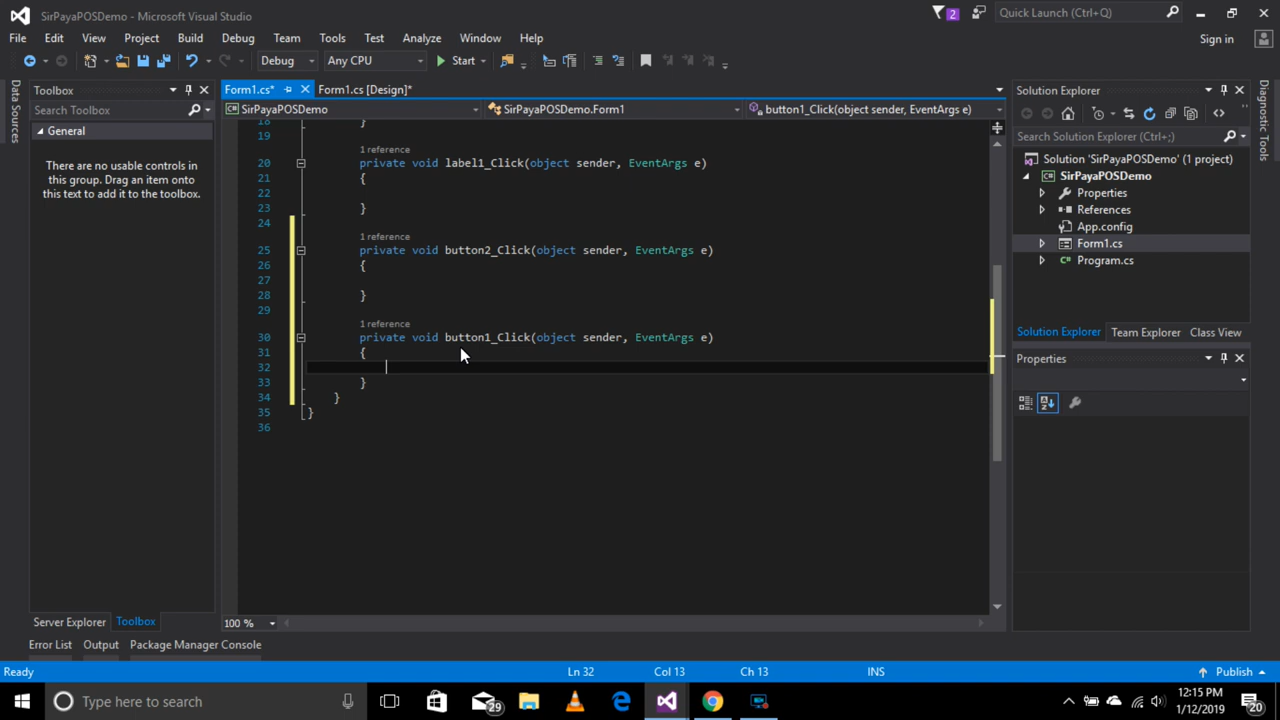 SirPayaPOSDemo - Microsoft Visual Studio
2
Quick Launch (Ctrl+Q)
File Edit View Project Build Debug Team Tools Test Analyze Window Help
Sign in
Debug Any CPU Start
Data Sources
Toolbox
Search Toolbox
General
There are no usable controls in
this group. Drag an item onto
this text to add it to the toolbox.
Server Explorer Toolbox
Form1.cs* Form1.cs [Design]*
SirPayaPOSDemo SirPayaPOSDemo.Form1 button1_Click(object sender, EventArgs e)
18 }
19
1 reference
20 private void label1_Click(object sender, EventArgs e)
21 {
22
23 }
24
1 reference
25 private void button2_Click(object sender, EventArgs e)
26 {
27
28 }
29
1 reference
30 private void button1_Click(object sender, EventArgs e)
31 {
32
33 }
34 }
35 }
36
100 %
Solution Explorer
Search Solution Explorer (Ctrl+;)
Solution 'SirPayaPOSDemo' (1 project)
SirPayaPOSDemo
Properties
References
App.config
Form1.cs
Program.cs
Solution Explorer Team Explorer Class View
Properties
Diagnostic Tools
Error List Output Package Manager Console
Ready Ln 32 Col 13 Ch 13 INS Publish
Type here to search
29
12:15 PM
1/12/2019
20